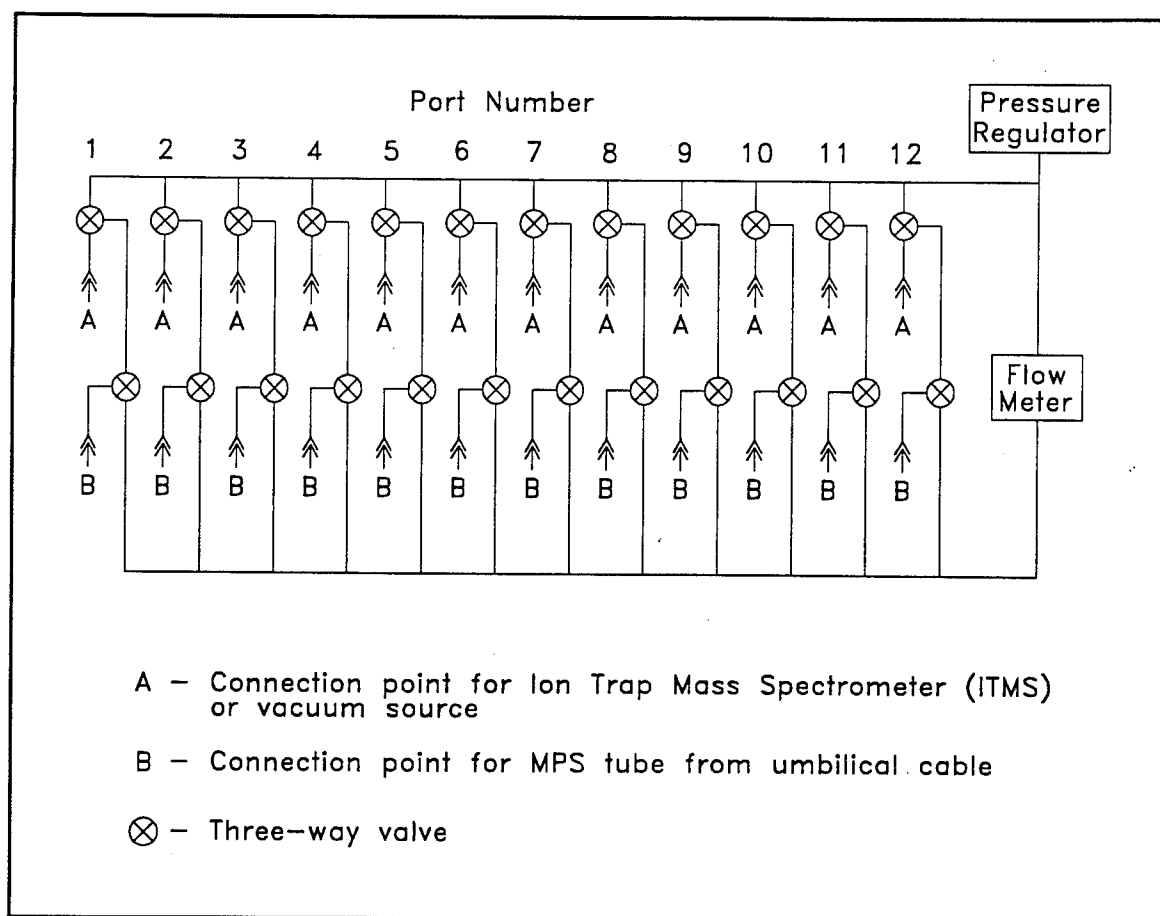 Port Number
Pressure
Regulator
1 2 3 4 5 6 7 8 9 10 11 12
A A A A A A A A A A A A
Flow
Meter
B B B B B B B B B B B B
A - Connection point for Ion Trap Mass Spectrometer (ITMS)
or vacuum source
B - Connection point for MPS tube from umbilical cable
- Three-way valve